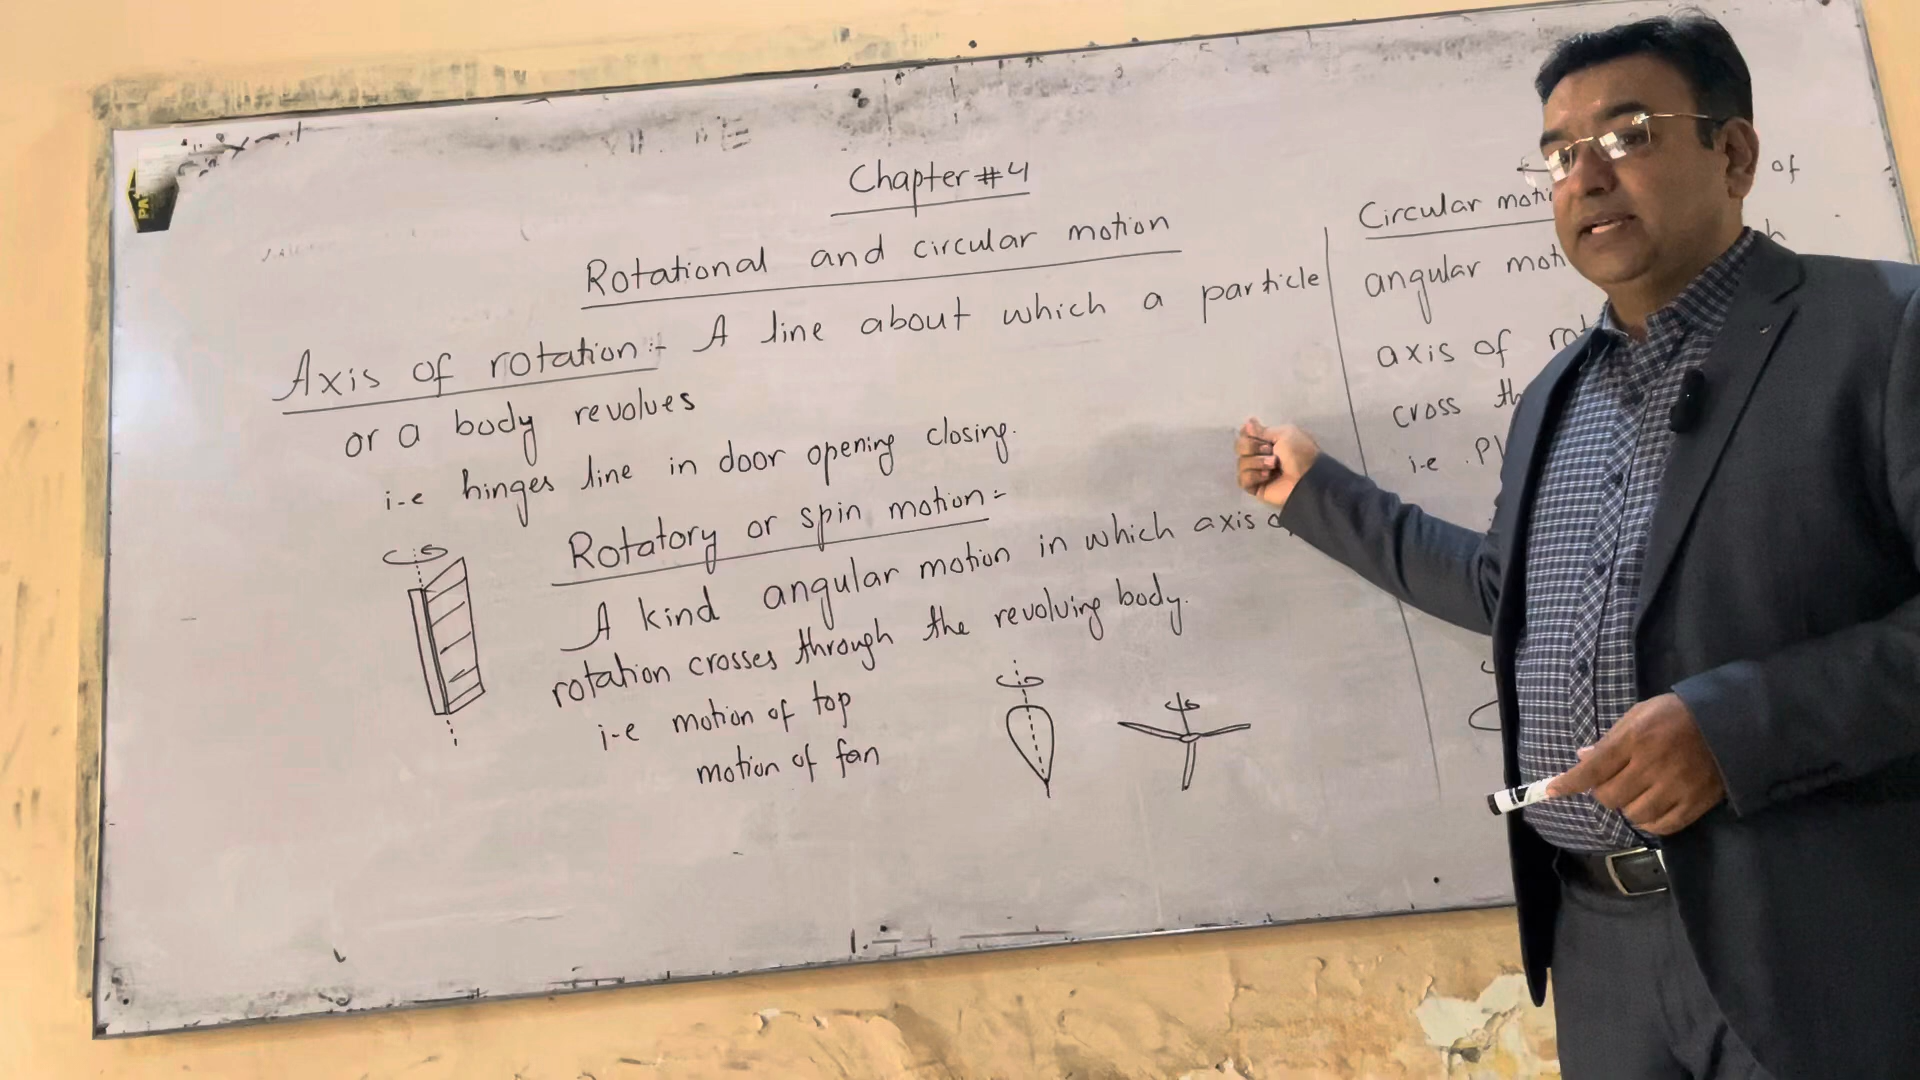 Chapter #4
Rotational and circular motion
Axis of rotation:- A line about which a particle
or a body revolves
i-e hinges line in door opening closing.
Rotatory or spin motion:-
A kind angular motion in which axis
rotation crosses through the revolving body.
i-e motion of top
motion of fan
Circular of
angular
axis of
cross
i-e
PA